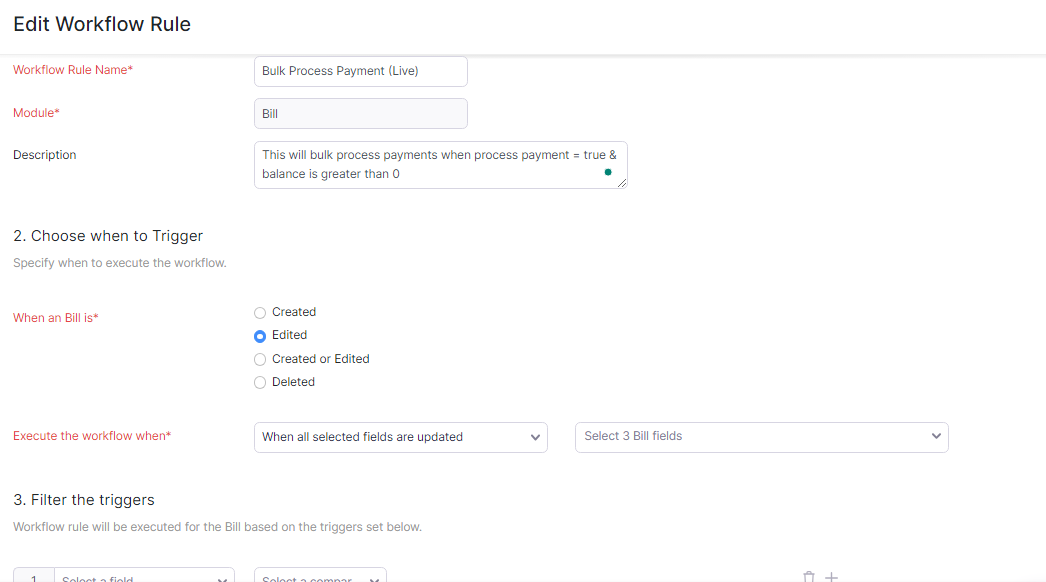 Edit Workflow Rule
Workflow Rule Name*
Bulk Process Payment (Live)
Module*
Bill
Description
This will bulk process payments when process payment = true &
balance is greater than 0
2. Choose when to Trigger
Specify when to execute the workflow.
When an Bill is*
Created
Edited
Created or Edited
Deleted
Execute the workflow when*
When all selected fields are updated
Select 3 Bill fields
3. Filter the triggers
Workflow rule will be executed for the Bill based on the triggers set below.
1
Select a field
Select a compar